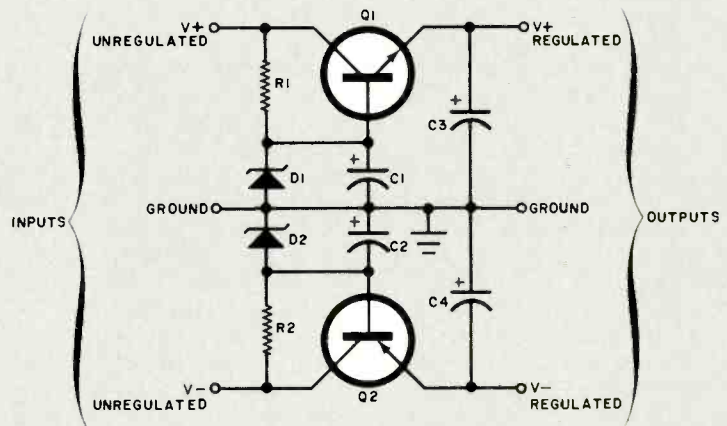 V+
UNREGULATED
Q1
V+
REGULATED
R1
+
C3
+
D1
C1
INPUTS
GROUND
GROUND
OUTPUTS
+
D2
C2
+
C4
R2
V-
UNREGULATED
Q2
V-
REGULATED